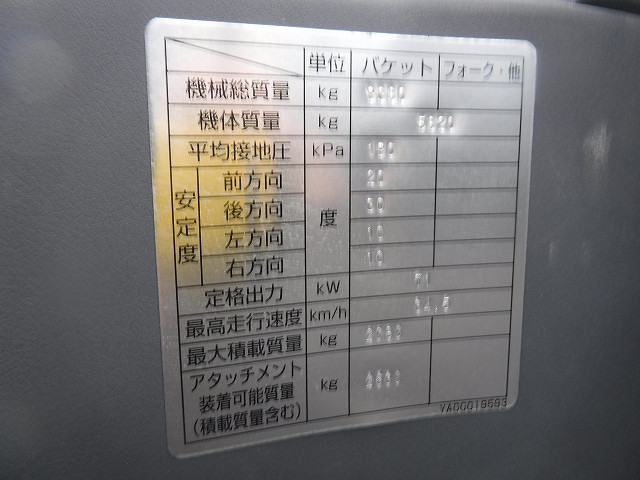 単位 バケット フォーク・他
機械総質量 kg
機体質量 kg 5620
平均接地圧 kPa
安定度 度
前方向 20
後方向 50
左方向
右方向
定格出力 kW 71
最高走行速度 km/h
最大積載質量 kg
アタッチメント
装着可能質量 kg
(積載質量含む)
YA00019593